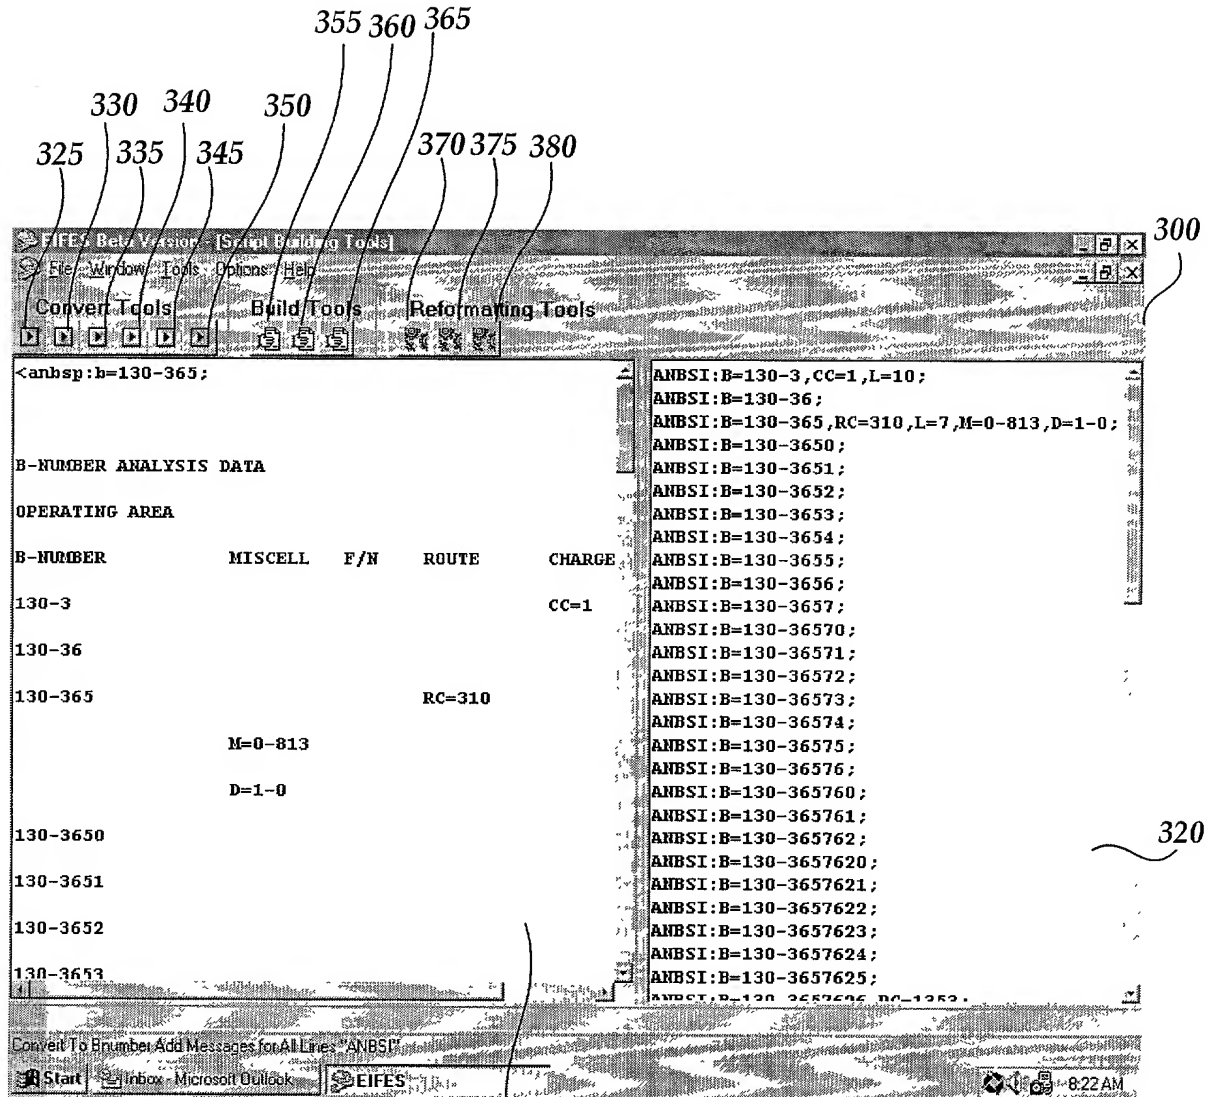 355 360 365
330 340 350
325 335 345 370 375 380
300
EIFES Beta Version - [Script Building Tools]
File Window Tools Options Help
Convert Tools Build Tools Reformatting Tools
<anbsp:b=130-365;
B-NUMBER ANALYSIS DATA
OPERATING AREA
B-NUMBER MISCELL F/N ROUTE CHARGE
130-3 CC=1
130-36
130-365 RC=310
M=0-813
D=1-0
130-3650
130-3651
130-3652
130-3653
ANBSI:B=130-3,CC=1,L=10;
ANBSI:B=130-36;
ANBSI:B=130-365,RC=310,L=7,M=0-813,D=1-0;
ANBSI:B=130-3650;
ANBSI:B=130-3651;
ANBSI:B=130-3652;
ANBSI:B=130-3653;
ANBSI:B=130-3654;
ANBSI:B=130-3655;
ANBSI:B=130-3656;
ANBSI:B=130-3657;
ANBSI:B=130-36570;
ANBSI:B=130-36571;
ANBSI:B=130-36572;
ANBSI:B=130-36573;
ANBSI:B=130-36574;
ANBSI:B=130-36575;
ANBSI:B=130-36576;
ANBSI:B=130-365760;
ANBSI:B=130-365761;
ANBSI:B=130-365762;
ANBSI:B=130-3657620;
ANBSI:B=130-3657621;
ANBSI:B=130-3657622;
ANBSI:B=130-3657623;
ANBSI:B=130-3657624;
ANBSI:B=130-3657625;
ANBSI:B=130-3657626,RC=1353;
320
Convert To Bnumber Add Messages for All Lines "ANBSI"
Start Inbox - Microsoft Outlook EIFES 8:22 AM